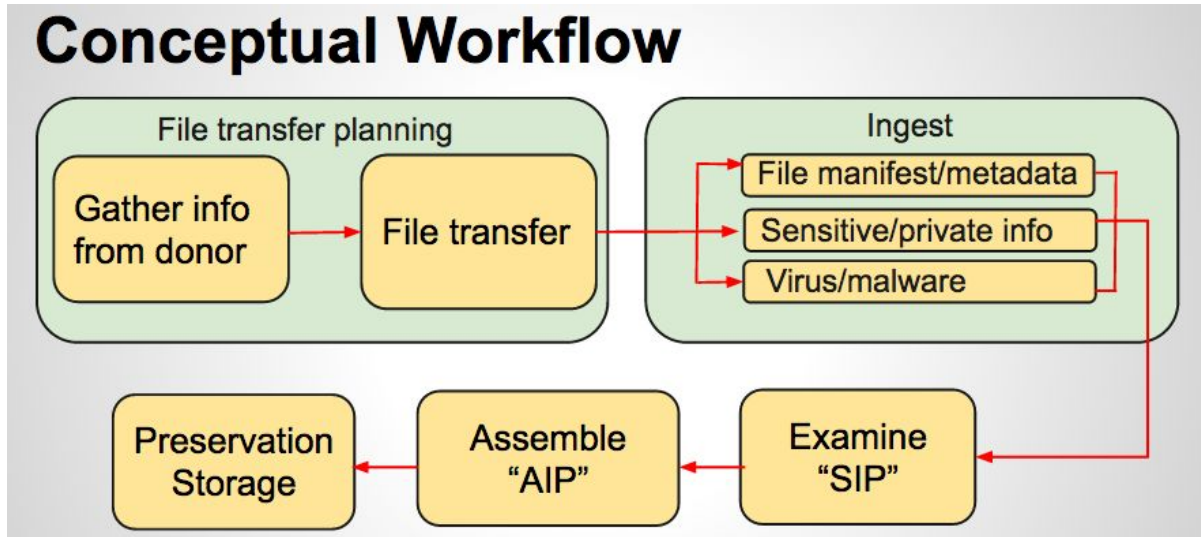 Conceptual Workflow
File transfer planning
Gather info
from donor
File transfer
Ingest
File manifest/metadata
Sensitive/private info
Virus/malware
Preservation
Storage
Assemble
“AIP”
Examine
“SIP”